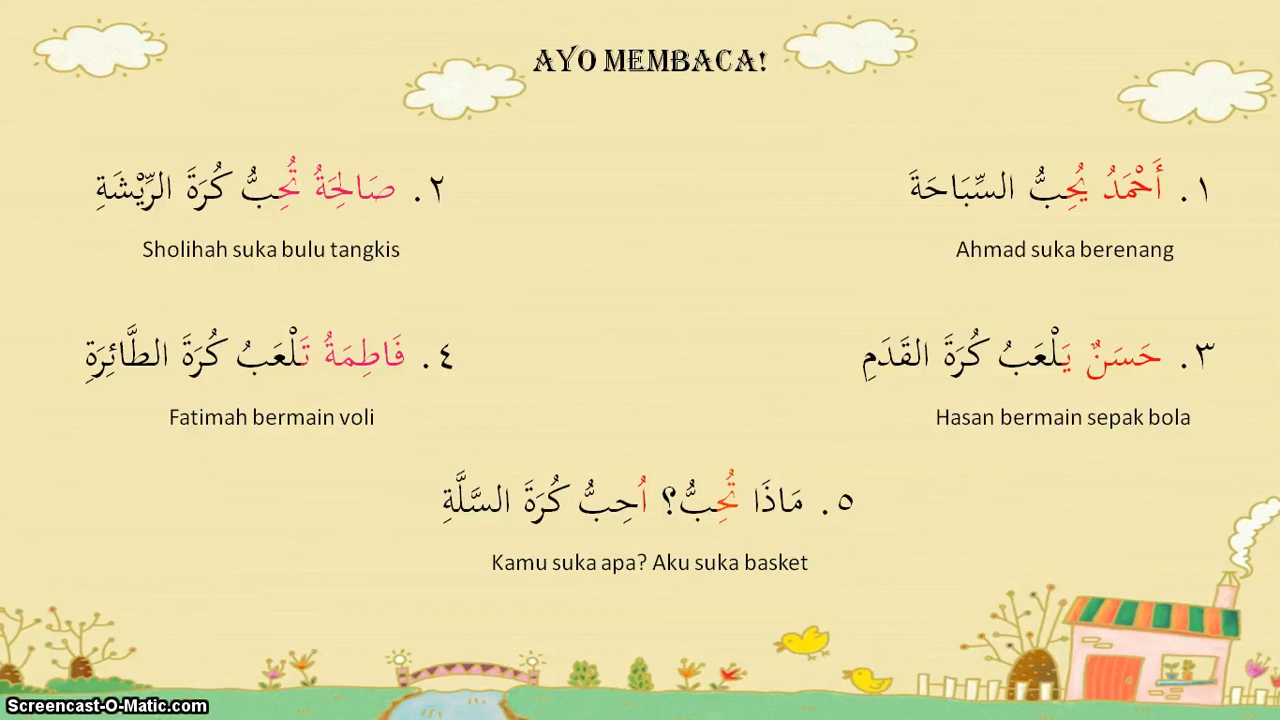 AYO MEMBACA!
١. أَحْمَدُ يُحِبُّ السِّبَاحَةَ
Ahmad suka berenang
٢. صَالِحَةُ تُحِبُّ كُرَةَ الرِّيْشَةِ
Sholihah suka bulu tangkis
٣. حَسَنٌ يَلْعَبُ كُرَةَ القَدَمِ
Hasan bermain sepak bola
٤. فَاطِمَةُ تَلْعَبُ كُرَةَ الطَّائِرَةِ
Fatimah bermain voli
٥. مَاذَا تُحِبُّ؟ اُحِبُّ كُرَةَ السَّلَّةِ
Kamu suka apa? Aku suka basket
Screencast-O-Matic.com